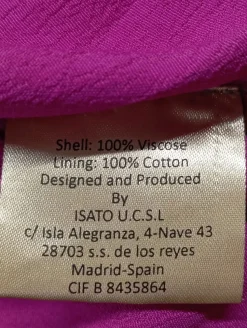 Shell: 100% Viscose
Lining: 100% Cotton
Designed and Produced
By
ISATO U.C.S.L
c/ Isla Alegranza, 4-Nave 43
28703 s.s. de los reyes
Madrid-Spain
CIF B 8435864